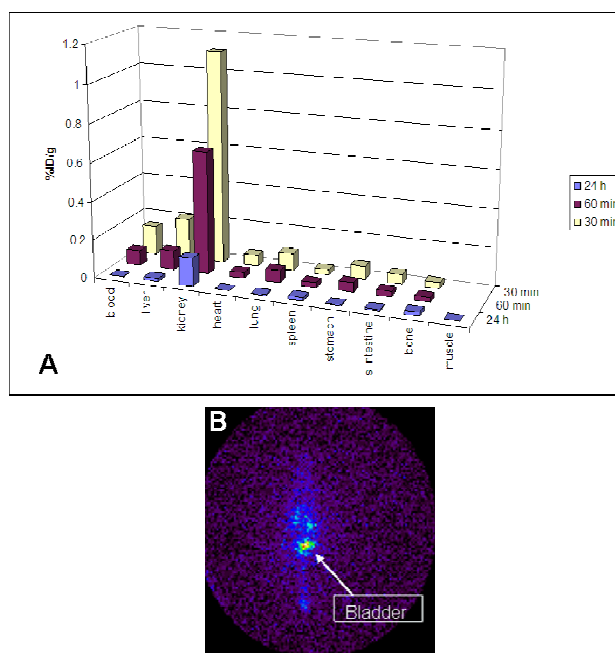 1.2
1
0.8
0.6
0.4
0.2
0
%ID/g
blood
liver
kidney
heart
lung
spleen
stomach
s intestine
bone
muscle
30 min
60 min
24 h
24 h
60 min
30 min
A
B
Bladder